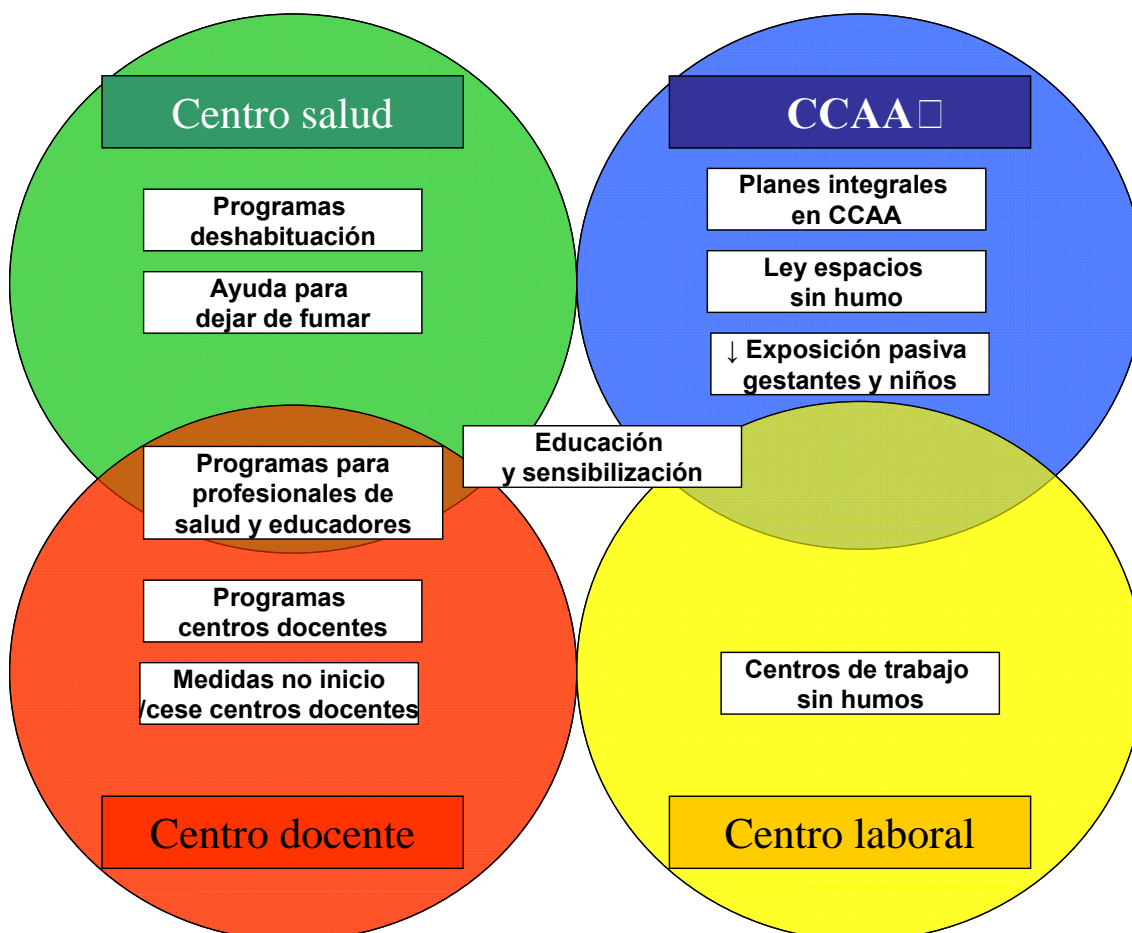 Centro salud
Programas
deshabituación
Ayuda para
dejar de fumar
CCAA□
Planes integrales
en CCAA
Ley espacios
sin humo
↓ Exposición pasiva
gestantes y niños
Educación
y sensibilización
Programas para
profesionales de
salud y educadores
Programas
centros docentes
Medidas no inicio
/cese centros docentes
Centro docente
Centros de trabajo
sin humos
Centro laboral